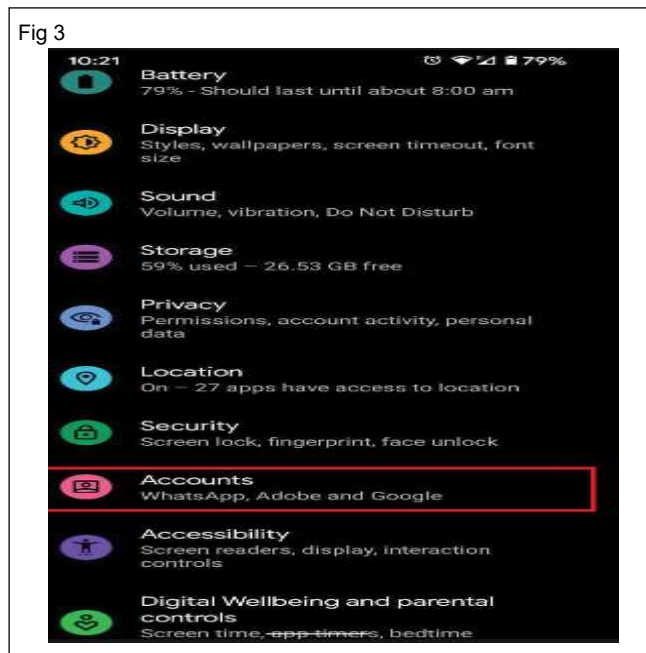 Fig 3
10:21 79%
Battery
79% - Should last until about 8:00 am
Display
Styles, wallpapers, screen timeout, font
size
Sound
Volume, vibration, Do Not Disturb
Storage
59% used – 26.53 GB free
Privacy
Permissions, account activity, personal
data
Location
On – 27 apps have access to location
Security
Screen lock, fingerprint, face unlock
Accounts
WhatsApp, Adobe and Google
Accessibility
Screen readers, display, interaction
controls
Digital Wellbeing and parental
controls
Screen time, app timers, bedtime